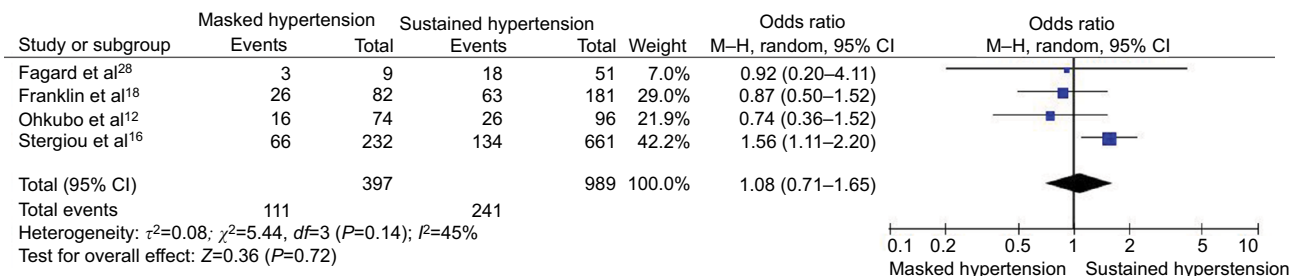 Masked hypertension Sustained hypertension Odds ratio Odds ratio
Study or subgroup Events Total Events Total Weight M–H, random, 95% CI M–H, random, 95% CI
Fagard et al28 3 9 18 51 7.0% 0.92 (0.20–4.11)
Franklin et al18 26 82 63 181 29.0% 0.87 (0.50–1.52)
Ohkubo et al12 16 74 26 96 21.9% 0.74 (0.36–1.52)
Stergiou et al16 66 232 134 661 42.2% 1.56 (1.11–2.20)
Total (95% CI) 397 989 100.0% 1.08 (0.71–1.65)
Total events 111 241
Heterogeneity: τ2=0.08; χ2=5.44, df=3 (P=0.14); I2=45%
Test for overall effect: Z=0.36 (P=0.72)
0.1 0.2 0.5 1 2 5 10
Masked hypertension Sustained hyperstension